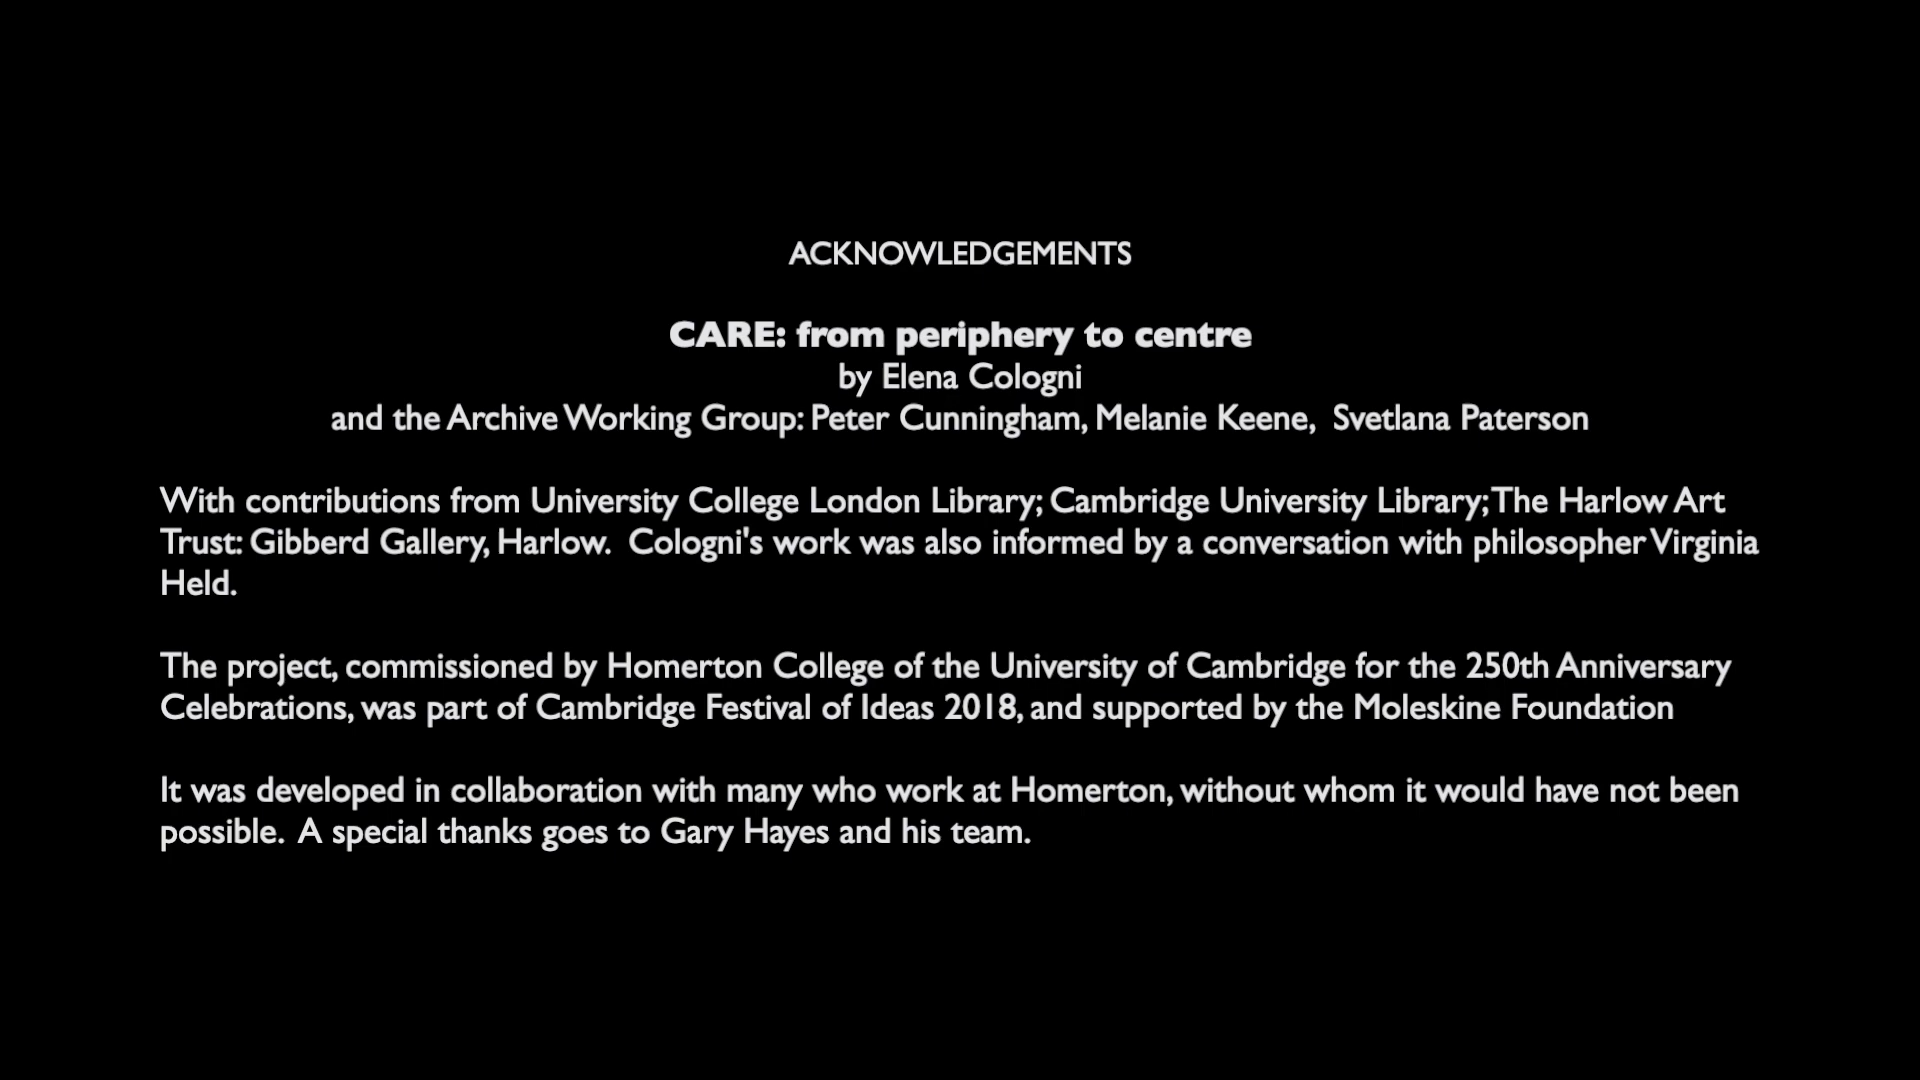 ACKNOWLEDGEMENTS
CARE: from periphery to centre
by Elena Cologni
and the Archive Working Group: Peter Cunningham, Melanie Keene, Svetlana Paterson
With contributions from University College London Library; Cambridge University Library; The Harlow Art
Trust: Gibberd Gallery, Harlow. Cologni's work was also informed by a conversation with philosopher Virginia
Held.
The project, commissioned by Homerton College of the University of Cambridge for the 250th Anniversary
Celebrations, was part of Cambridge Festival of Ideas 2018, and supported by the Moleskine Foundation
It was developed in collaboration with many who work at Homerton, without whom it would have not been
possible. A special thanks goes to Gary Hayes and his team.